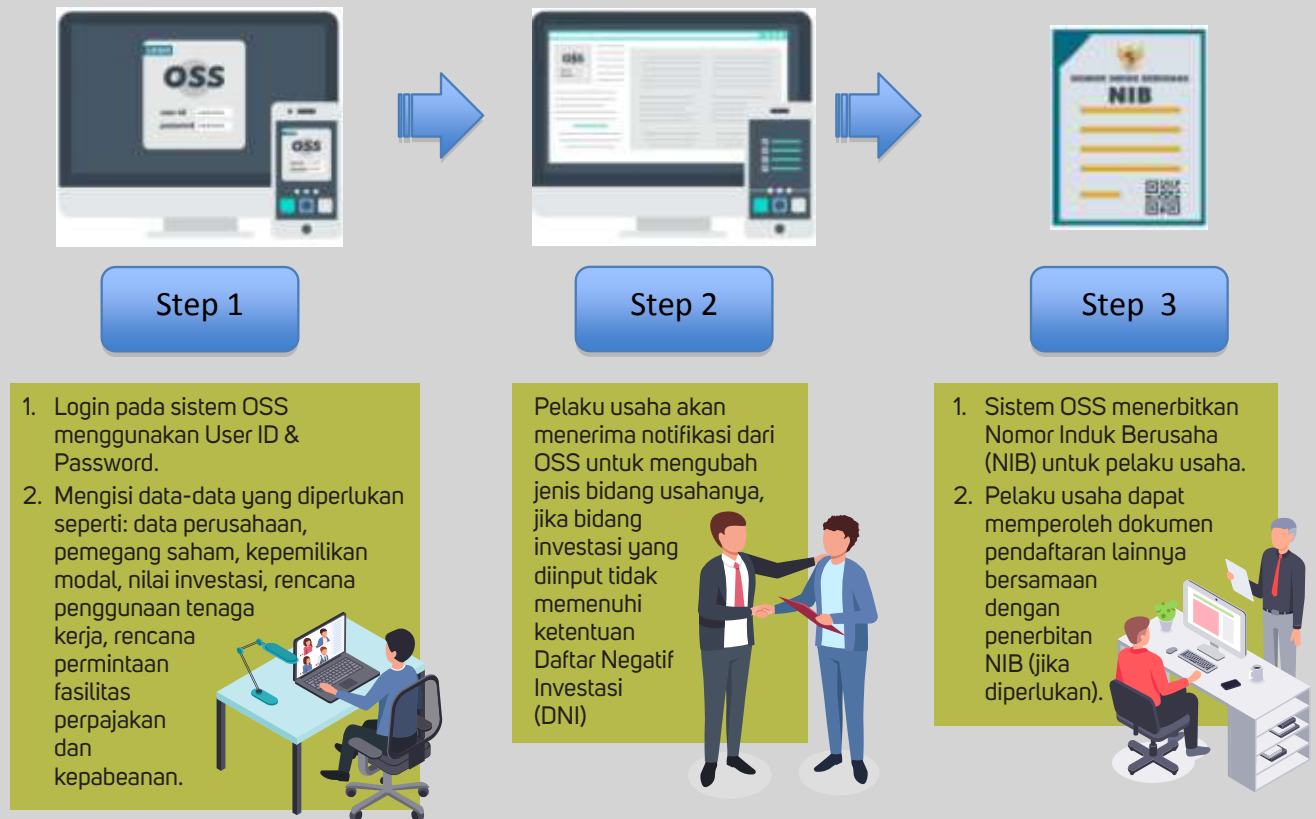 LOGIN
OSS
user id
password
OSS
OSS
NOMOR INDUK BERUSAHA
NIB
Step 1
Step 2
Step 3
1. Login pada sistem OSS
menggunakan User ID &
Password.
2. Mengisi data-data yang diperlukan
seperti: data perusahaan,
pemegang saham, kepemilikan
modal, nilai investasi, rencana
penggunaan tenaga
kerja, rencana
permintaan
fasilitas
perpajakan
dan
kepabeanan.
Pelaku usaha akan
menerima notifikasi dari
OSS untuk mengubah
jenis bidang usahanya,
jika bidang
investasi yang
diinput tidak
memenuhi
ketentuan
Daftar Negatif
Investasi
(DNI)
1. Sistem OSS menerbitkan
Nomor Induk Berusaha
(NIB) untuk pelaku usaha.
2. Pelaku usaha dapat
memperoleh dokumen
pendaftaran lainnya
bersamaan
dengan
penerbitan
NIB (jika
diperlukan).